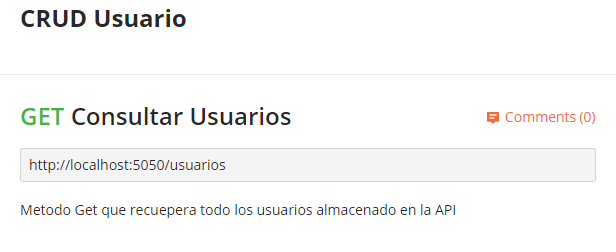 CRUD Usuario
GET Consultar Usuarios
Comments (0)
http://localhost:5050/usuarios
Metodo Get que recuepera todo los usuarios almacenado en la API